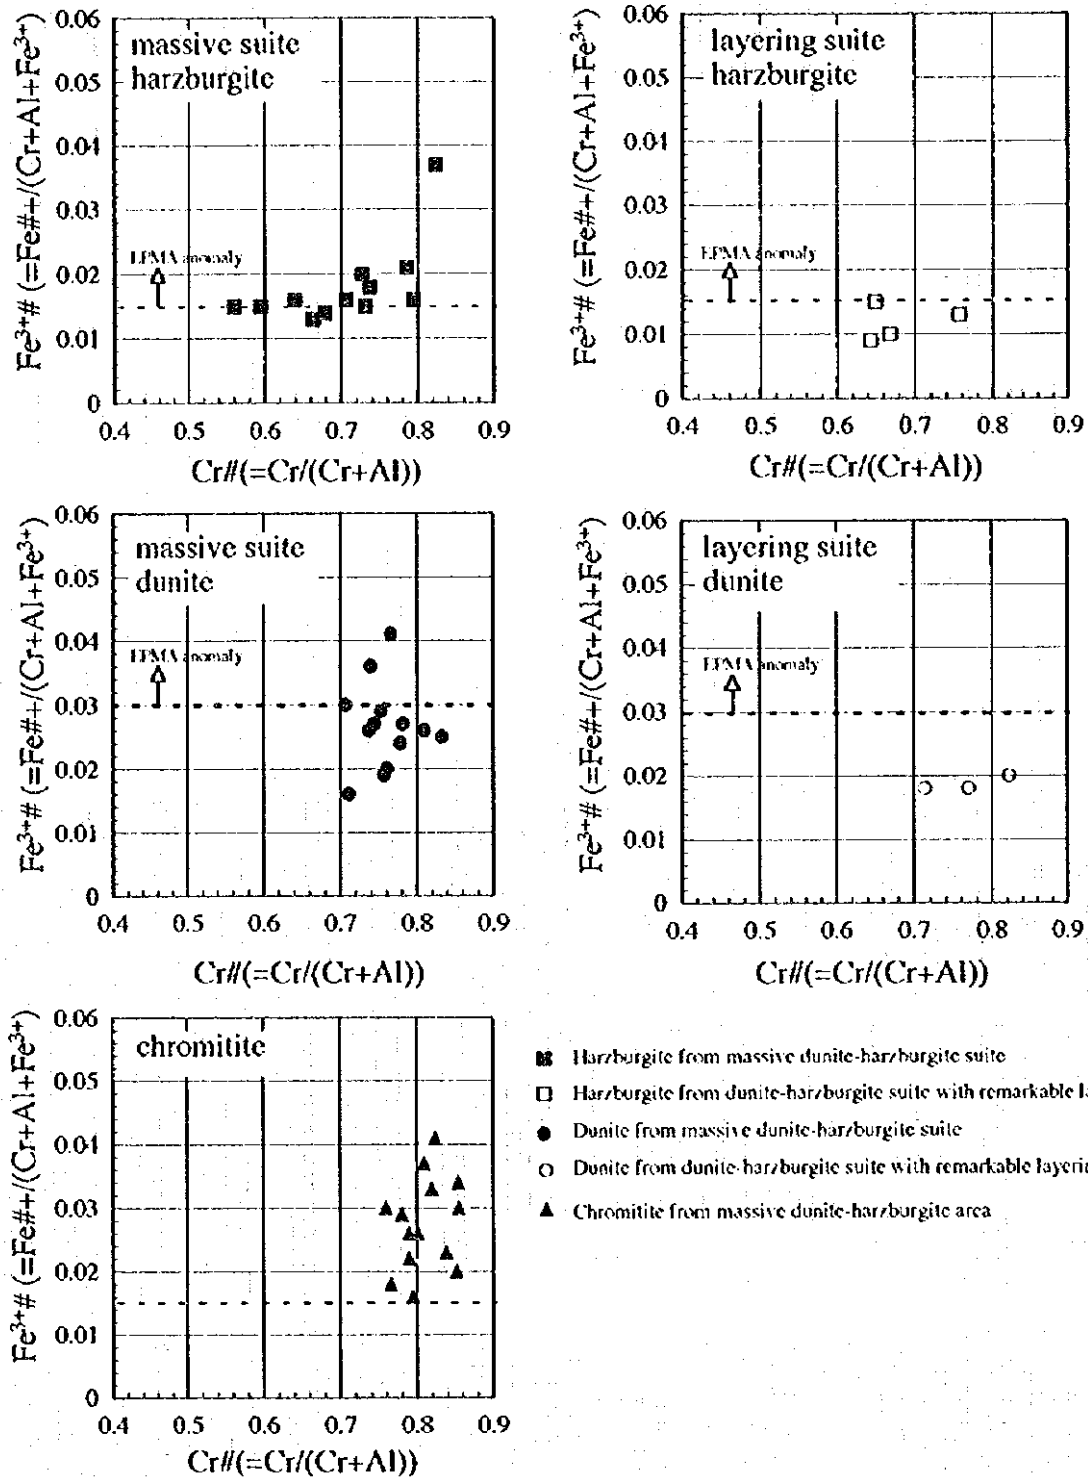 massive suite
harzburgite
Fe³⁺# (=Fe#+/(Cr+Al+Fe³⁺)
0.06
0.05
0.04
0.03
0.02
0.01
0
EPMA anomaly
0.4 0.5 0.6 0.7 0.8 0.9
Cr#(=Cr/(Cr+Al))
layering suite
harzburgite
Fe³⁺# (=Fe#+/(Cr+Al+Fe³⁺)
0.06
0.05
0.04
0.03
0.02
0.01
0
EPMA anomaly
0.4 0.5 0.6 0.7 0.8 0.9
Cr#(=Cr/(Cr+Al))
massive suite
dunite
Fe³⁺# (=Fe#+/(Cr+Al+Fe³⁺)
0.06
0.05
0.04
0.03
0.02
0.01
0
EPMA anomaly
0.4 0.5 0.6 0.7 0.8 0.9
Cr#(=Cr/(Cr+Al))
layering suite
dunite
Fe³⁺# (=Fe#+/(Cr+Al+Fe³⁺)
0.06
0.05
0.04
0.03
0.02
0.01
0
EPMA anomaly
0.4 0.5 0.6 0.7 0.8 0.9
Cr#(=Cr/(Cr+Al))
chromitite
Fe³⁺# (=Fe#+/(Cr+Al+Fe³⁺)
0.06
0.05
0.04
0.03
0.02
0.01
0
0.4 0.5 0.6 0.7 0.8 0.9
Cr#(=Cr/(Cr+Al))
Harzburgite from massive dunite-harzburgite suite
Harzburgite from dunite-harzburgite suite with remarkable la
Dunite from massive dunite-harzburgite suite
Dunite from dunite-harzburgite suite with remarkable layerin
Chromitite from massive dunite-harzburgite area